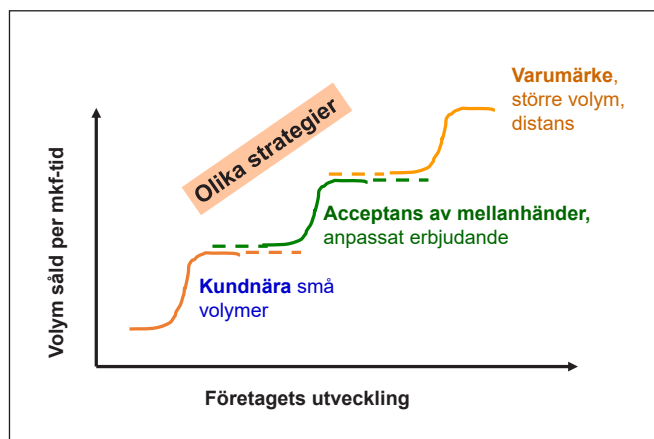 Varumärke,
större volym,
distans
Olika strategier
Acceptans av mellanhänder,
anpassat erbjudande
Kundnära små
volymer
Volym såld per mkf-tid
Företagets utveckling